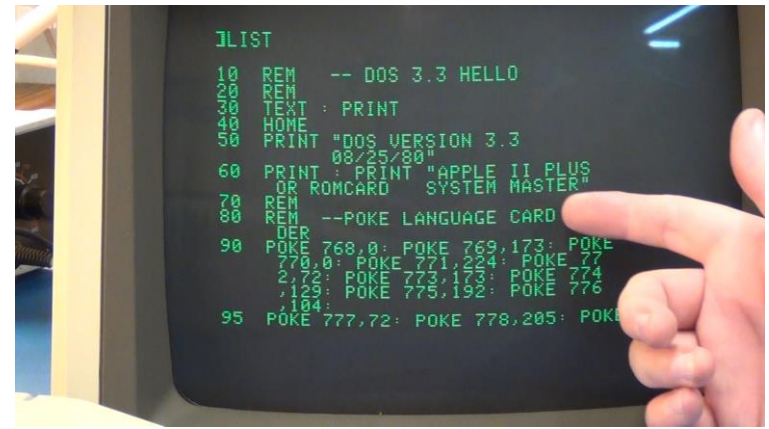 ]LIST
10 REM -- DOS 3.3 HELLO
20 REM
30 TEXT : PRINT
40 HOME
50 PRINT "DOS VERSION 3.3
08/25/80"
60 PRINT : PRINT "APPLE II PLUS
OR ROMCARD SYSTEM MASTER"
70 REM
80 REM --POKE LANGUAGE CARD
DER
90 POKE 768,0: POKE 769,173: POKE
770,0: POKE 771,224: POKE 77
2,72: POKE 773,173: POKE 774
,129: POKE 775,192: POKE 776
,104:
95 POKE 777,72: POKE 778,205: POKE